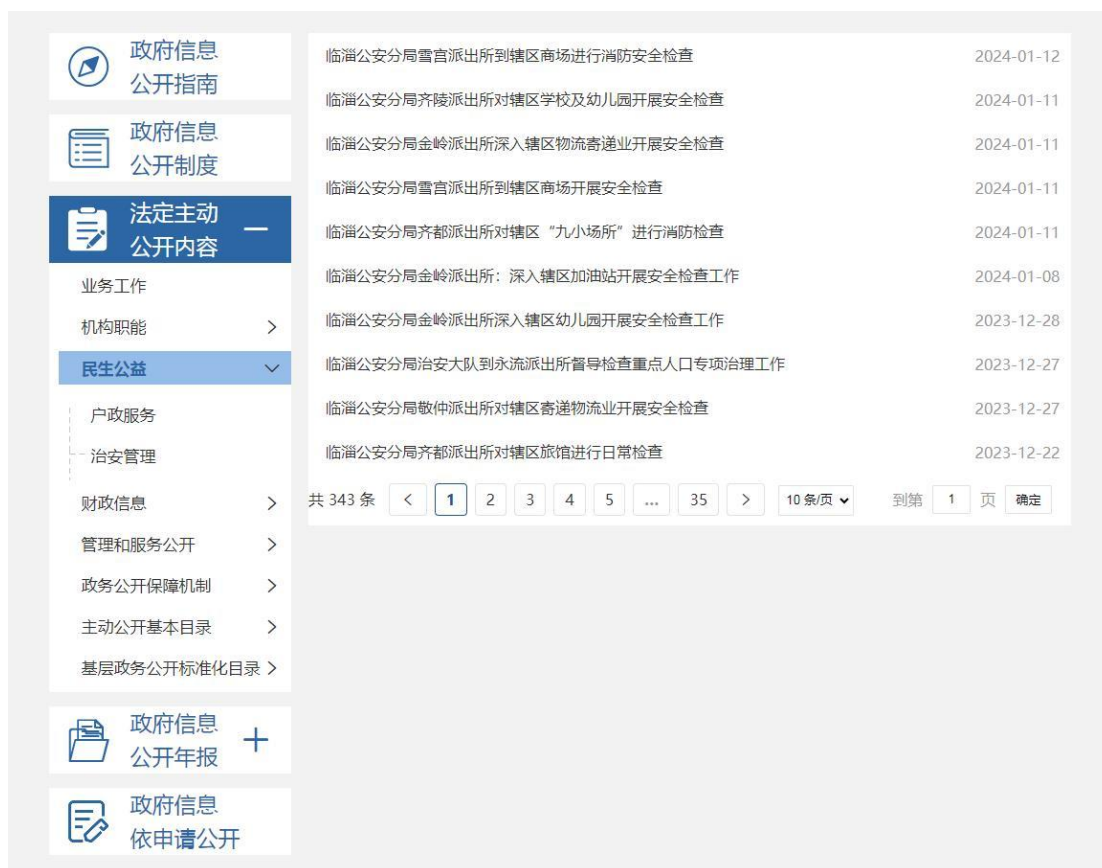 政府信息
公开指南
政府信息
公开制度
法定主动
公开内容
业务工作
机构职能
民生公益
户政服务
治安管理
财政信息
管理和服务公开
政务公开保障机制
主动公开基本目录
基层政务公开标准化目录
政府信息
公开年报
政府信息
依申请公开
临淄公安分局雪宫派出所到辖区商场进行消防安全检查 2024-01-12
临淄公安分局齐陵派出所对辖区学校及幼儿园开展安全检查 2024-01-11
临淄公安分局金岭派出所深入辖区物流寄递业开展安全检查 2024-01-11
临淄公安分局雪宫派出所到辖区商场开展安全检查 2024-01-11
临淄公安分局齐都派出所对辖区“九小场所”进行消防检查 2024-01-11
临淄公安分局金岭派出所：深入辖区加油站开展安全检查工作 2024-01-08
临淄公安分局金岭派出所深入辖区幼儿园开展安全检查工作 2023-12-28
临淄公安分局治安大队到永流派出所督导检查重点人口专项治理工作 2023-12-27
临淄公安分局敬仲派出所对辖区寄递物流业开展安全检查 2023-12-27
临淄公安分局齐都派出所对辖区旅馆进行日常检查 2023-12-22
共 343 条 < 1 2 3 4 5 ... 35 > 10 条/页 到第 1 页 确定